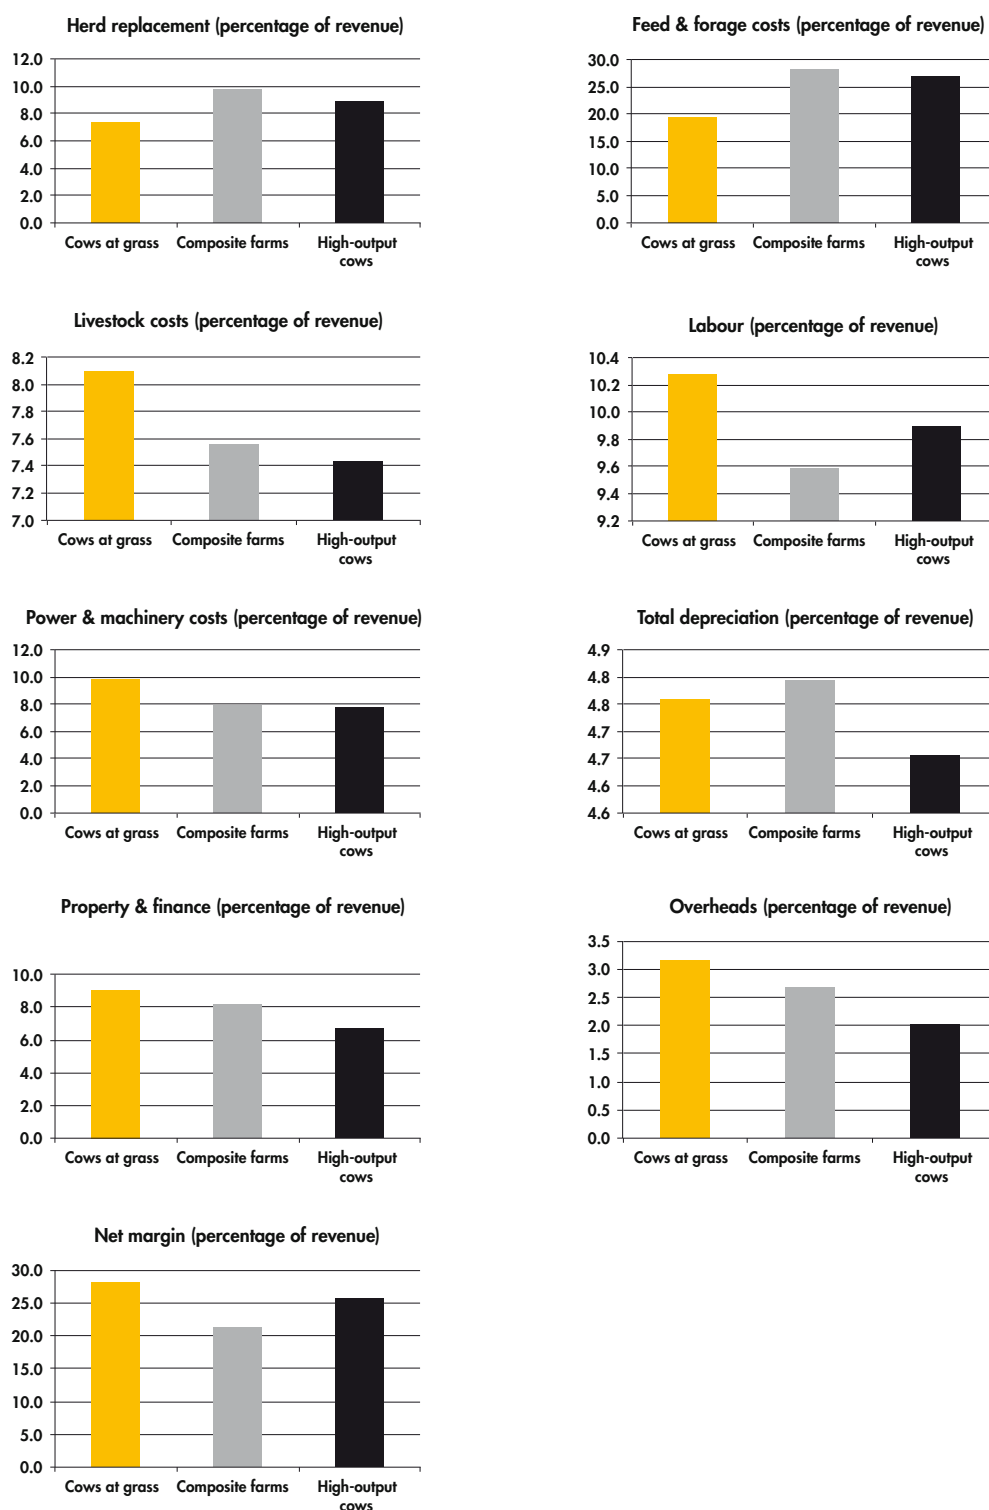 Herd replacement (percentage of revenue)
12.0
10.0
8.0
6.0
4.0
2.0
0.0
Cows at grass Composite farms High-output
cows
Feed & forage costs (percentage of revenue)
30.0
25.0
20.0
15.0
10.0
5.0
0.0
Cows at grass Composite farms High-output
cows
Livestock costs (percentage of revenue)
8.2
8.0
7.8
7.6
7.4
7.2
7.0
Cows at grass Composite farms High-output
cows
Labour (percentage of revenue)
10.4
10.2
10.0
9.8
9.6
9.4
9.2
Cows at grass Composite farms High-output
cows
Power & machinery costs (percentage of revenue)
12.0
10.0
8.0
6.0
4.0
2.0
0.0
Cows at grass Composite farms High-output
cows
Total depreciation (percentage of revenue)
4.9
4.8
4.8
4.7
4.7
4.6
4.6
Cows at grass Composite farms High-output
cows
Property & finance (percentage of revenue)
10.0
8.0
6.0
4.0
2.0
0.0
Cows at grass Composite farms High-output
cows
Overheads (percentage of revenue)
3.5
3.0
2.5
2.0
1.5
1.0
0.5
0.0
Cows at grass Composite farms High-output
cows
Net margin (percentage of revenue)
30.0
25.0
20.0
15.0
10.0
5.0
0.0
Cows at grass Composite farms High-output
cows